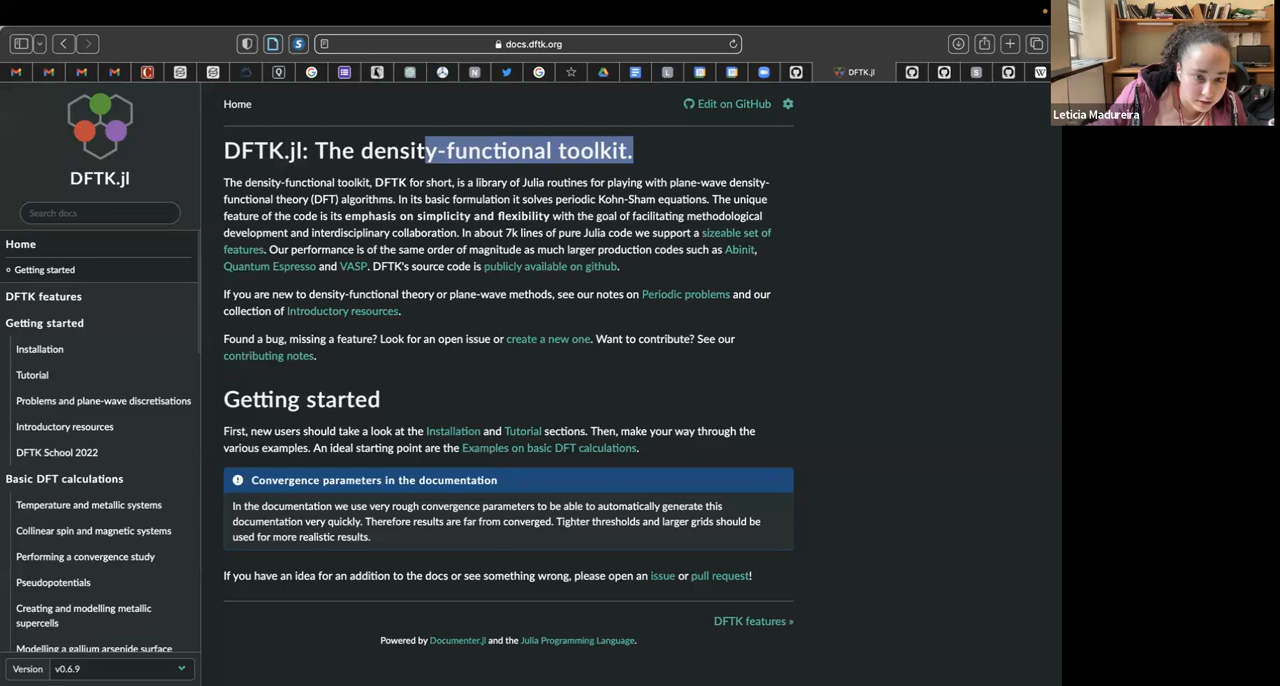 docs.dftk.org
DFTK.jl
Leticia Madureira
DFTK.jl
Search docs
Home
Getting started
DFTK features
Getting started
Installation
Tutorial
Problems and plane-wave discretisations
Introductory resources
DFTK School 2022
Basic DFT calculations
Temperature and metallic systems
Collinear spin and magnetic systems
Performing a convergence study
Pseudopotentials
Creating and modelling metallic
supercells
Modelling a gallium arsenide surface
Version v0.6.9
Home
Edit on GitHub
DFTK.jl: The density-functional toolkit.
The density-functional toolkit, DFTK for short, is a library of Julia routines for playing with plane-wave density-
functional theory (DFT) algorithms. In its basic formulation it solves periodic Kohn-Sham equations. The unique
feature of the code is its emphasis on simplicity and flexibility with the goal of facilitating methodological
development and interdisciplinary collaboration. In about 7k lines of pure Julia code we support a sizeable set of
features. Our performance is of the same order of magnitude as much larger production codes such as Abinit,
Quantum Espresso and VASP. DFTK's source code is publicly available on github.
If you are new to density-functional theory or plane-wave methods, see our notes on Periodic problems and our
collection of Introductory resources.
Found a bug, missing a feature? Look for an open issue or create a new one. Want to contribute? See our
contributing notes.
Getting started
First, new users should take a look at the Installation and Tutorial sections. Then, make your way through the
various examples. An ideal starting point are the Examples on basic DFT calculations.
Convergence parameters in the documentation
In the documentation we use very rough convergence parameters to be able to automatically generate this
documentation very quickly. Therefore results are far from converged. Tighter thresholds and larger grids should be
used for more realistic results.
If you have an idea for an addition to the docs or see something wrong, please open an issue or pull request!
DFTK features »
Powered by Documenter.jl and the Julia Programming Language.